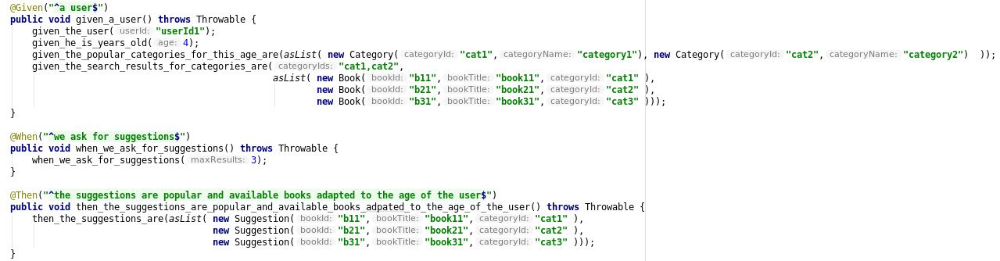 @Given("^a user$")
public void given_a_user() throws Throwable {
given_the_user( userId: "userId1");
given_he_is_years_old( age: 4);
given_the_popular_categories_for_this_age_are(asList( new Category( categoryId: "cat1", categoryName: "category1"), new Category( categoryId: "cat2", categoryName: "category2")  ));
given_the_search_results_for_categories_are( categoryIds: "cat1,cat2",
asList( new Book( bookId: "b11", bookTitle: "book11", categoryId: "cat1" ),
new Book( bookId: "b21", bookTitle: "book21", categoryId: "cat2" ),
new Book( bookId: "b31", bookTitle: "book31", categoryId: "cat3" )));
}
@When("^we ask for suggestions$")
public void when_we_ask_for_suggestions() throws Throwable {
when_we_ask_for_suggestions( maxResults: 3);
}
@Then("^the suggestions are popular and available books adapted to the age of the user$")
public void then_the_suggestions_are_popular_and_available_books_adpated_to_the_age_of_the_user() throws Throwable {
then_the_suggestions_are(asList( new Suggestion( bookId: "b11", bookTitle: "book11", categoryId: "cat1" ),
new Suggestion( bookId: "b21", bookTitle: "book21", categoryId: "cat2" ),
new Suggestion( bookId: "b31", bookTitle: "book31", categoryId: "cat3" )));
}